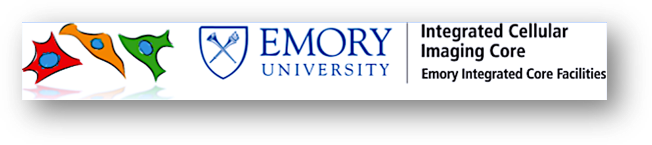 EMORY
UNIVERSITY
Integrated Cellular
Imaging Core
Emory Integrated Core Facilities